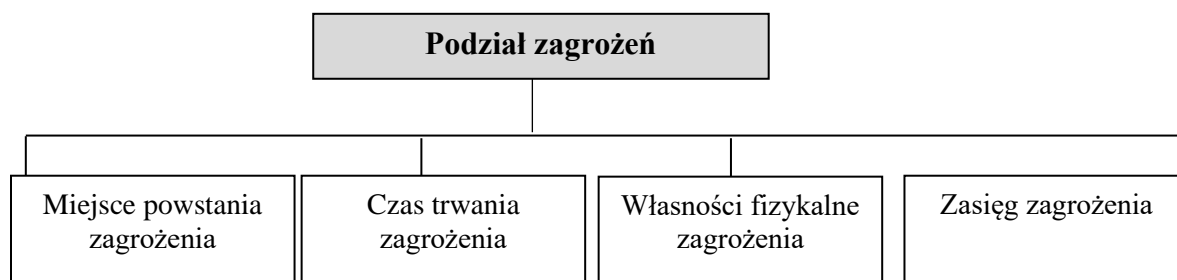 Podział zagrożeń
Miejsce powstania
zagrożenia
Czas trwania
zagrożenia
Własności fizykalne
zagrożenia
Zasięg zagrożenia